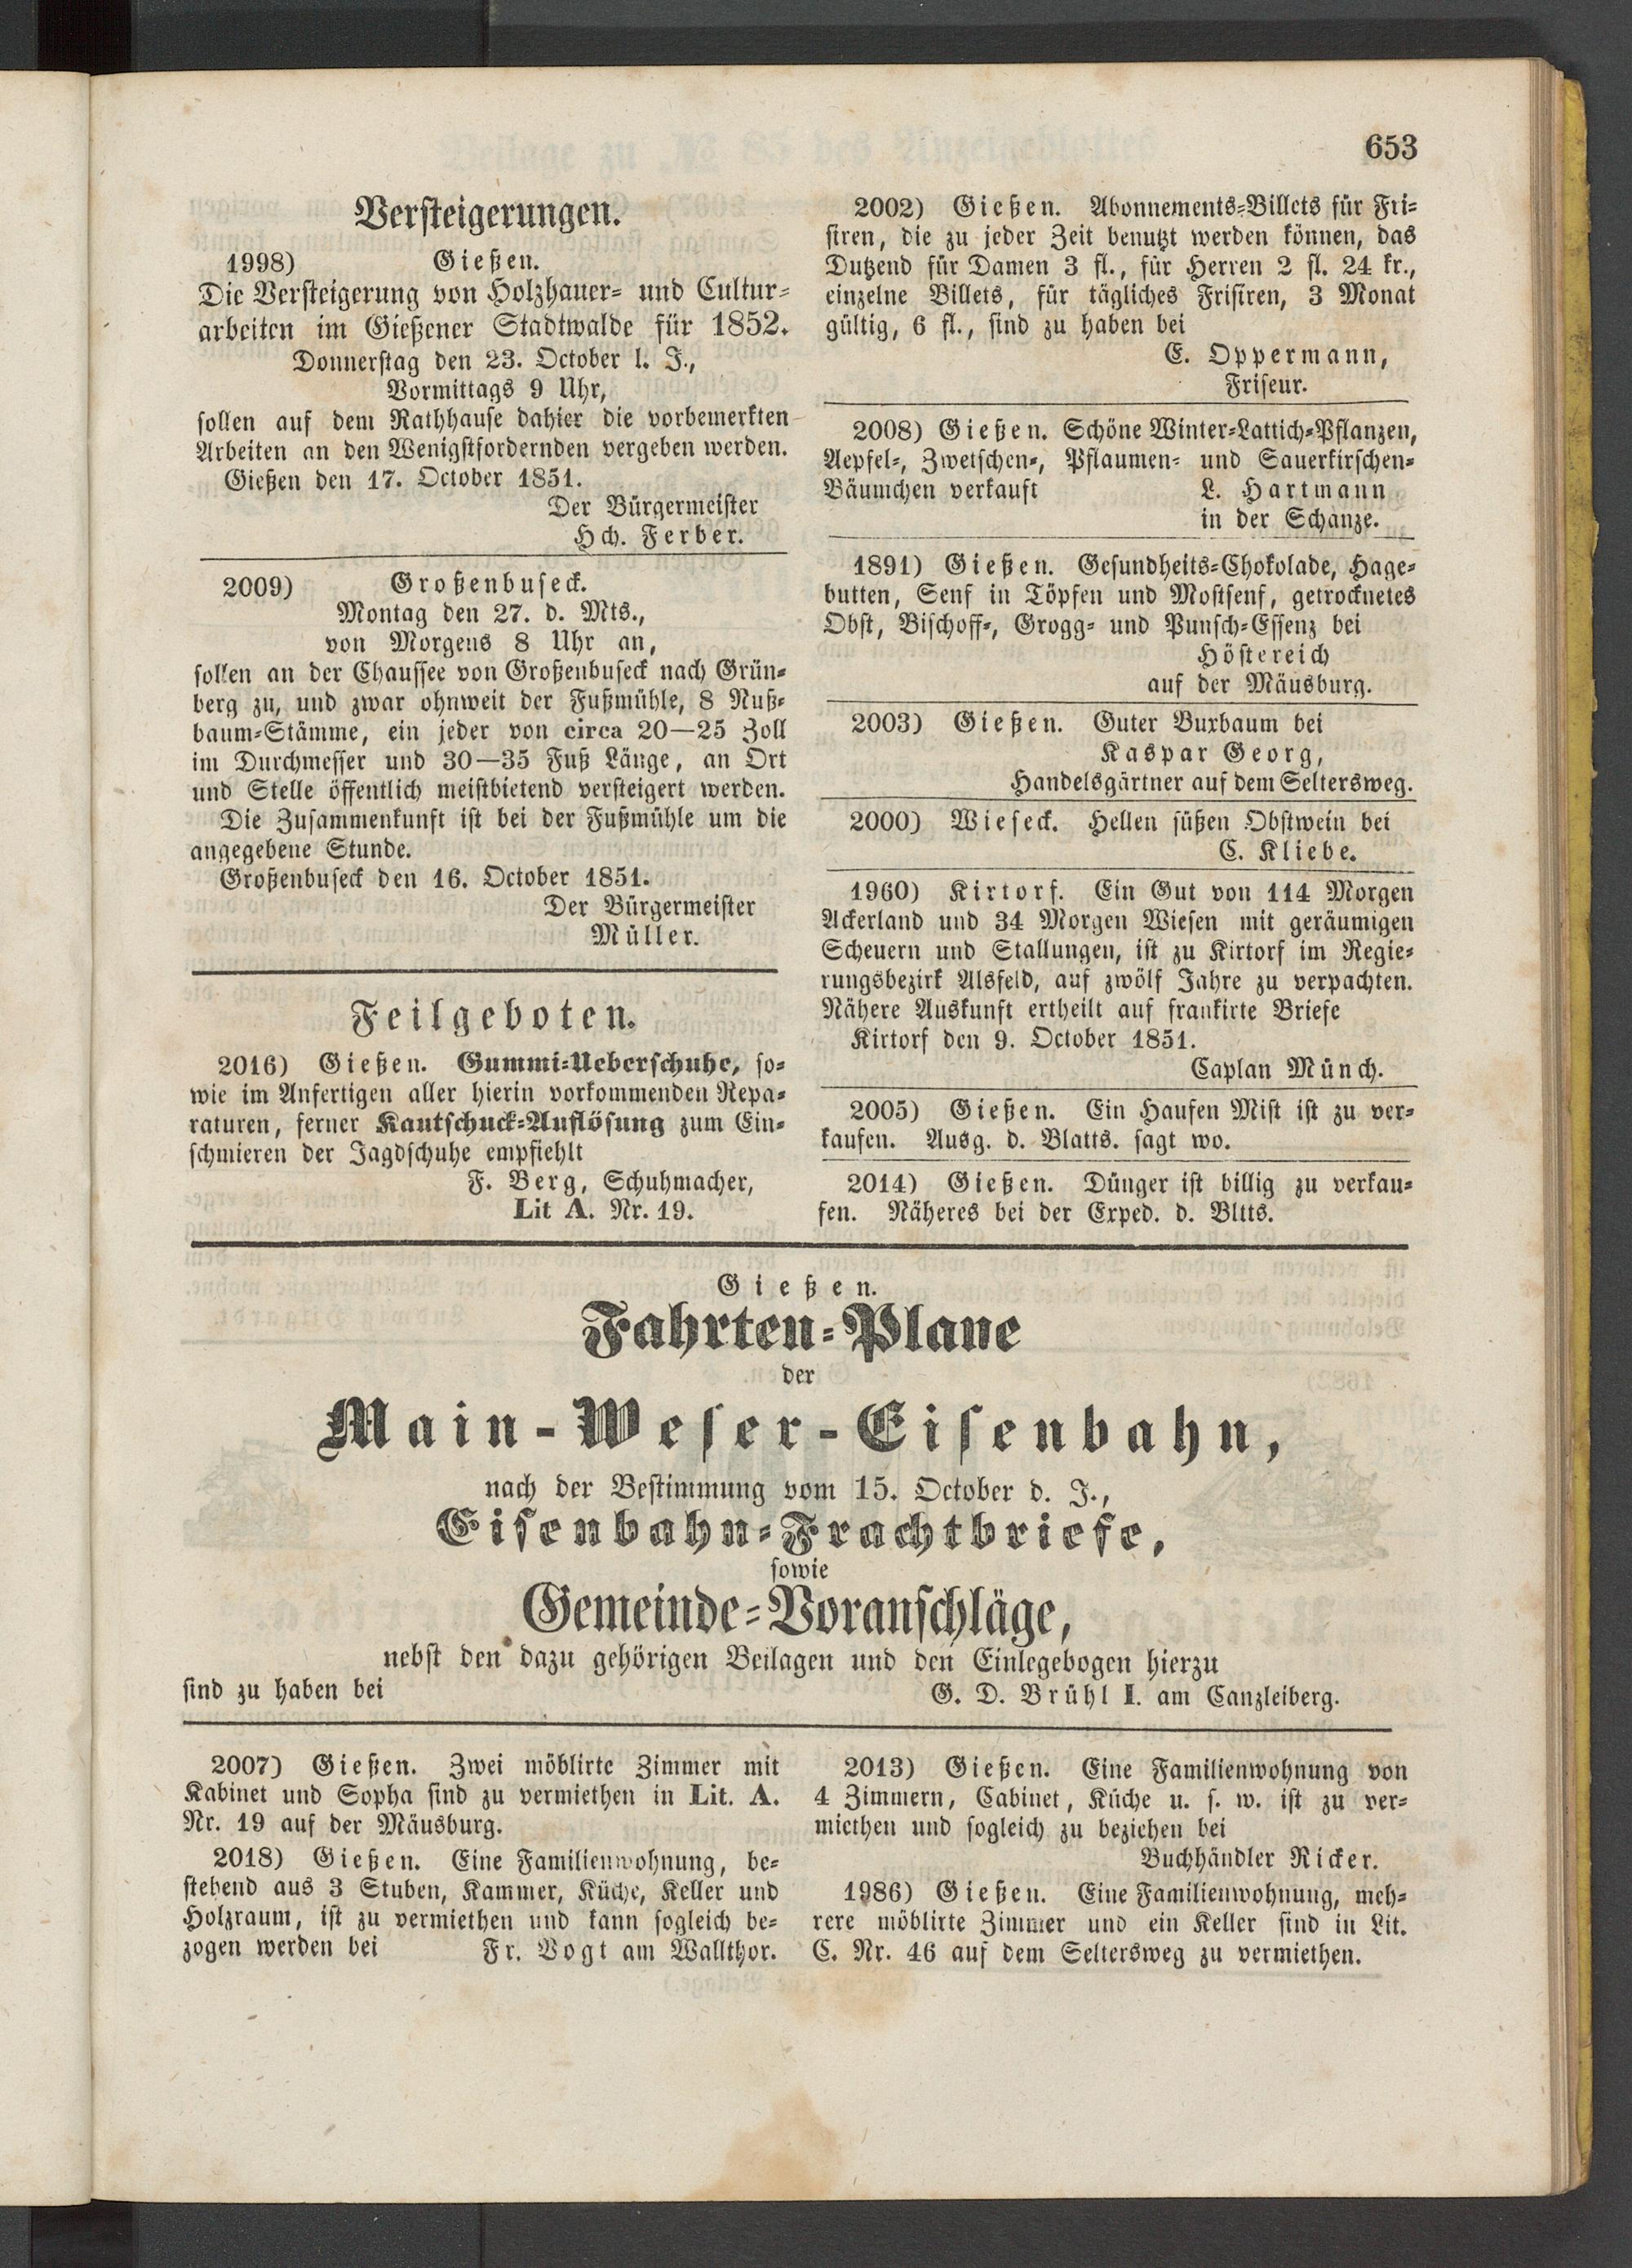 653
Versteigerungen.
1998) Gießen.
Die Versteigerung von Holzhauer- und Cultur-
arbeiten im Gießener Stadtwalde für 1852.
Donnerstag den 23. October l. J.,
Vormittags 9 Uhr,
sollen auf dem Rathhause dahier die vorbemerkten
Arbeiten an den Wenigstfordernden vergeben werden.
Gießen den 17. October 1851.
Der Bürgermeister
Hch. Ferber.
2009) Großenbuseck.
Montag den 27. d. Mts.,
von Morgens 8 Uhr an,
sollen an der Chaussee von Großenbuseck nach Grün-
berg zu, und zwar ohnweit der Fußmühle, 8 Nuß-
baum-Stämme, ein jeder von circa 20—25 Zoll
im Durchmesser und 30—35 Fuß Länge, an Ort
und Stelle öffentlich meistbietend versteigert werden.
Die Zusammenkunft ist bei der Fußmühle um die
angegebene Stunde.
Großenbuseck den 16. October 1851.
Der Bürgermeister
Müller.
Feilgeboten.
2016) Gießen. Gummi-Ueberschuhe, so-
wie im Anfertigen aller hierin vorkommenden Repa-
raturen, ferner Kautschuck-Auflösung zum Ein-
schmieren der Jagdschuhe empfiehlt
F. Berg, Schuhmacher,
Lit A. Nr. 19.
2002) Gießen. Abonnements-Billets für Fri-
siren, die zu jeder Zeit benutzt werden können, das
Dutzend für Damen 3 fl., für Herren 2 fl. 24 kr.,
einzelne Billets, für tägliches Frisiren, 3 Monat
gültig, 6 fl., sind zu haben bei
E. Oppermann,
Friseur.
2008) Gießen. Schöne Winter-Lattich-Pflanzen,
Aepfel-, Zwetschen-, Pflaumen- und Sauerkirschen-
Bäumchen verkauft L. Hartmann
in der Schanze.
1891) Gießen. Gesundheits-Chokolade, Hage-
butten, Senf in Töpfen und Mostsenf, getrocknetes
Obst, Bischoff-, Grogg- und Punsch-Essenz bei
Höstereich
auf der Mäusburg.
2003) Gießen. Guter Buxbaum bei
Kaspar Georg,
Handelsgärtner auf dem Seltersweg.
2000) Wieseck. Hellen süßen Obstwein bei
C. Kliebe.
1960) Kirtorf. Ein Gut von 114 Morgen
Ackerland und 34 Morgen Wiesen mit geräumigen
Scheuern und Stallungen, ist zu Kirtorf im Regie-
rungsbezirk Alsfeld, auf zwölf Jahre zu verpachten.
Nähere Auskunft ertheilt auf frankirte Briefe
Kirtorf den 9. October 1851.
Caplan Münch.
2005) Gießen. Ein Haufen Mist ist zu ver-
kaufen. Ausg. d. Blatts. sagt wo.
2014) Gießen. Dünger ist billig zu verkau-
fen. Näheres bei der Exped. d. Bltts.
Gießen.
Fahrten-Plane
der
Main-Weser-Eisenbahn,
nach der Bestimmung vom 15. October d. J.,
Eisenbahn-Frachtbriefe,
sowie
Gemeinde-Voranschläge,
nebst den dazu gehörigen Beilagen und den Einlegebogen hierzu
sind zu haben bei G. D. Brühl I. am Canzleiberg.
2007) Gießen. Zwei möblirte Zimmer mit
Kabinet und Sopha sind zu vermiethen in Lit. A.
Nr. 19 auf der Mäusburg.
2018) Gießen. Eine Familienwohnung, be-
stehend aus 3 Stuben, Kammer, Küche, Keller und
Holzraum, ist zu vermiethen und kann sogleich be-
zogen werden bei Fr. Vogt am Wallthor.
2013) Gießen. Eine Familienwohnung von
4 Zimmern, Cabinet, Küche u. s. w. ist zu ver-
miethen und sogleich zu beziehen bei
Buchhändler Ricker.
1986) Gießen. Eine Familienwohnung, meh-
rere möblirte Zimmer und ein Keller sind in Lit.
C. Nr. 46 auf dem Seltersweg zu vermiethen.